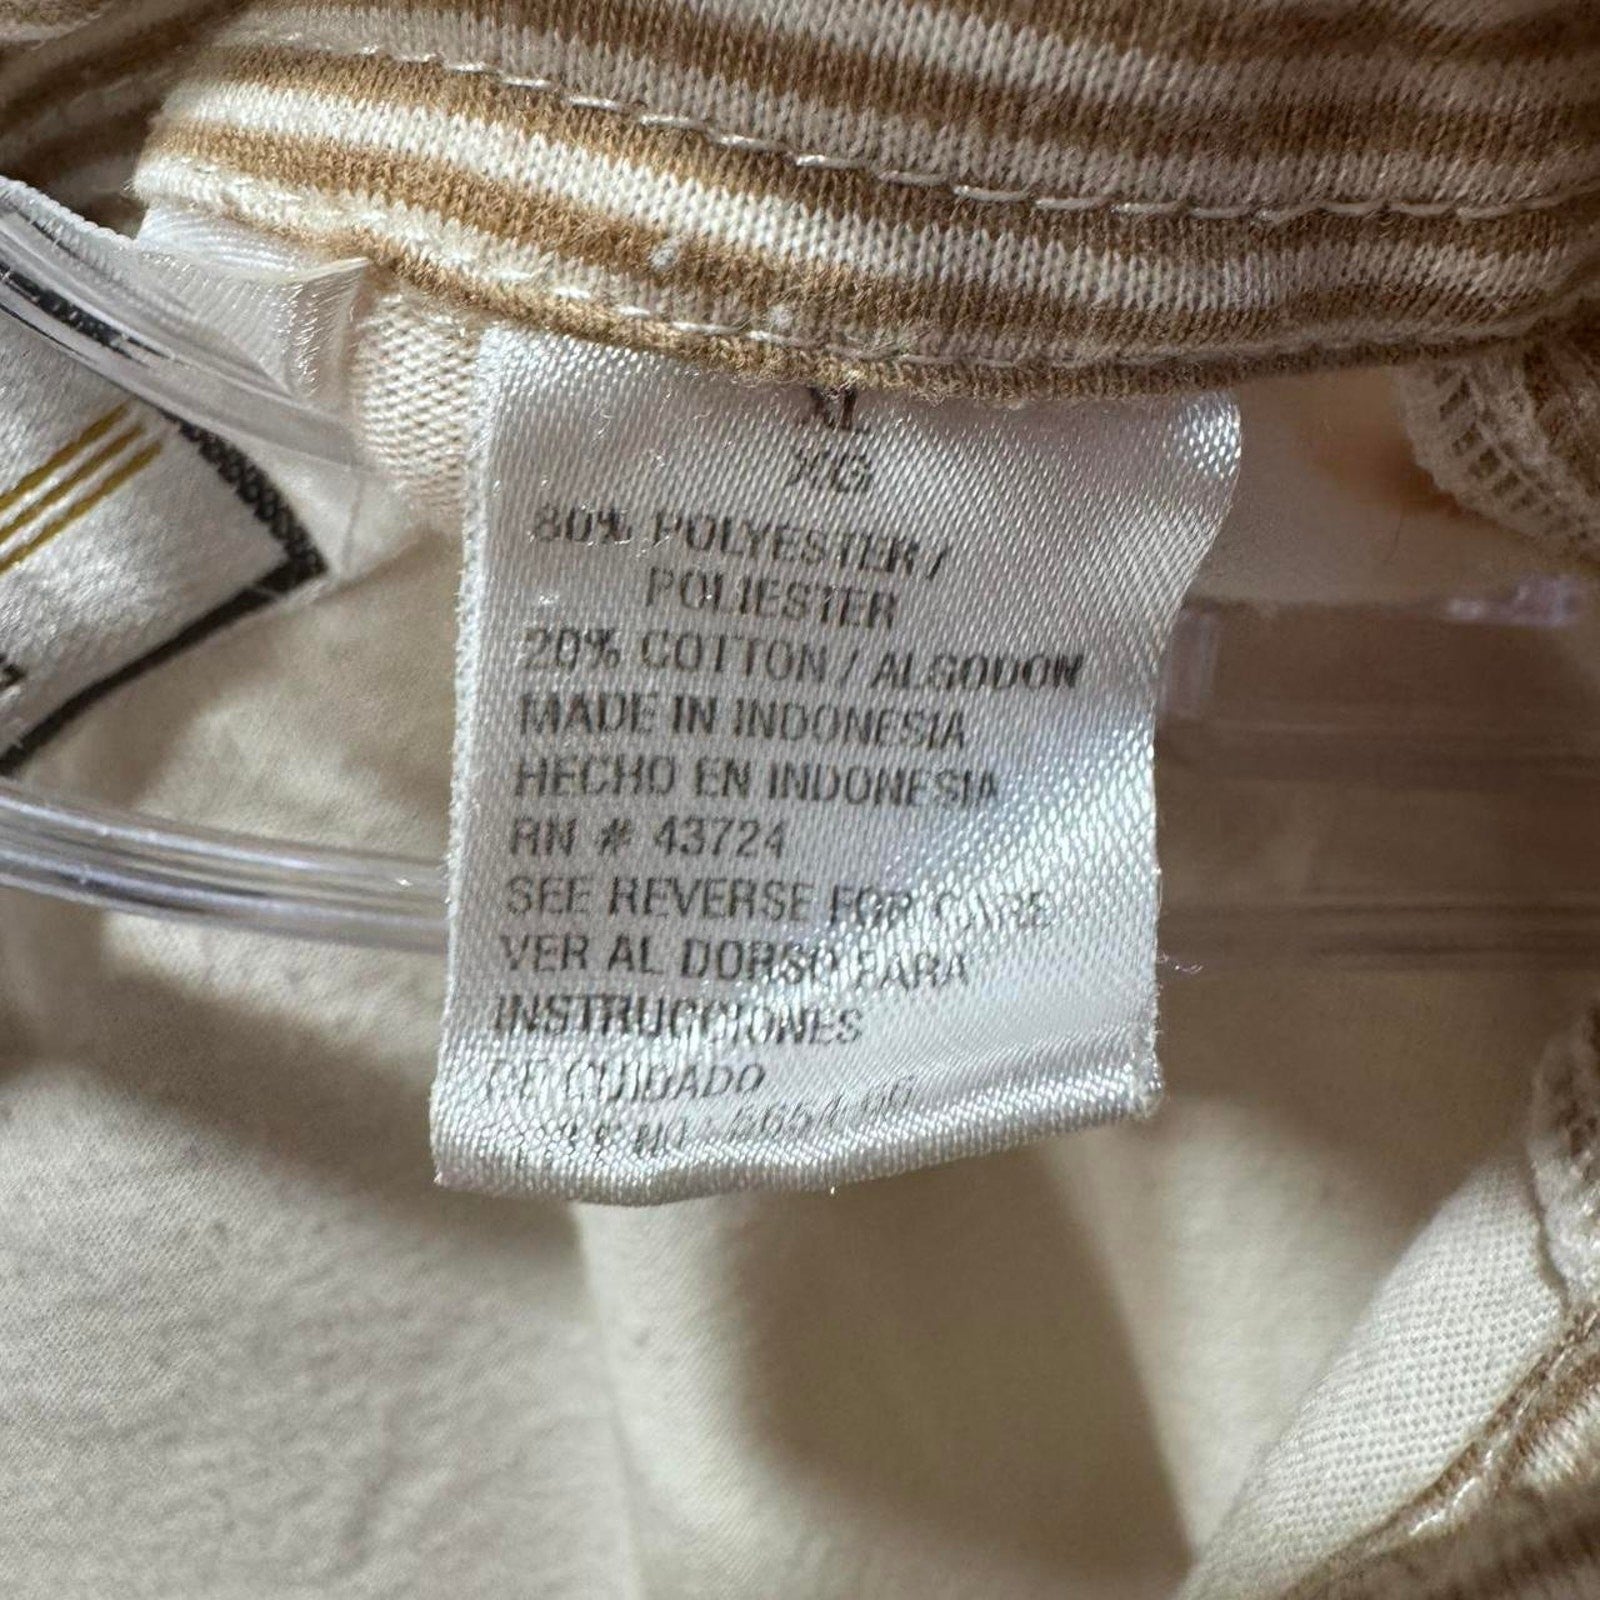 XL
XG
80% POLYESTER/
POLIESTER
20% COTTON / ALGODON
MADE IN INDONESIA
HECHO EN INDONESIA
RN # 43724
SEE REVERSE FOR CARE
VER AL DORSO PARA
INSTRUCCIONES
DE CUIDADO